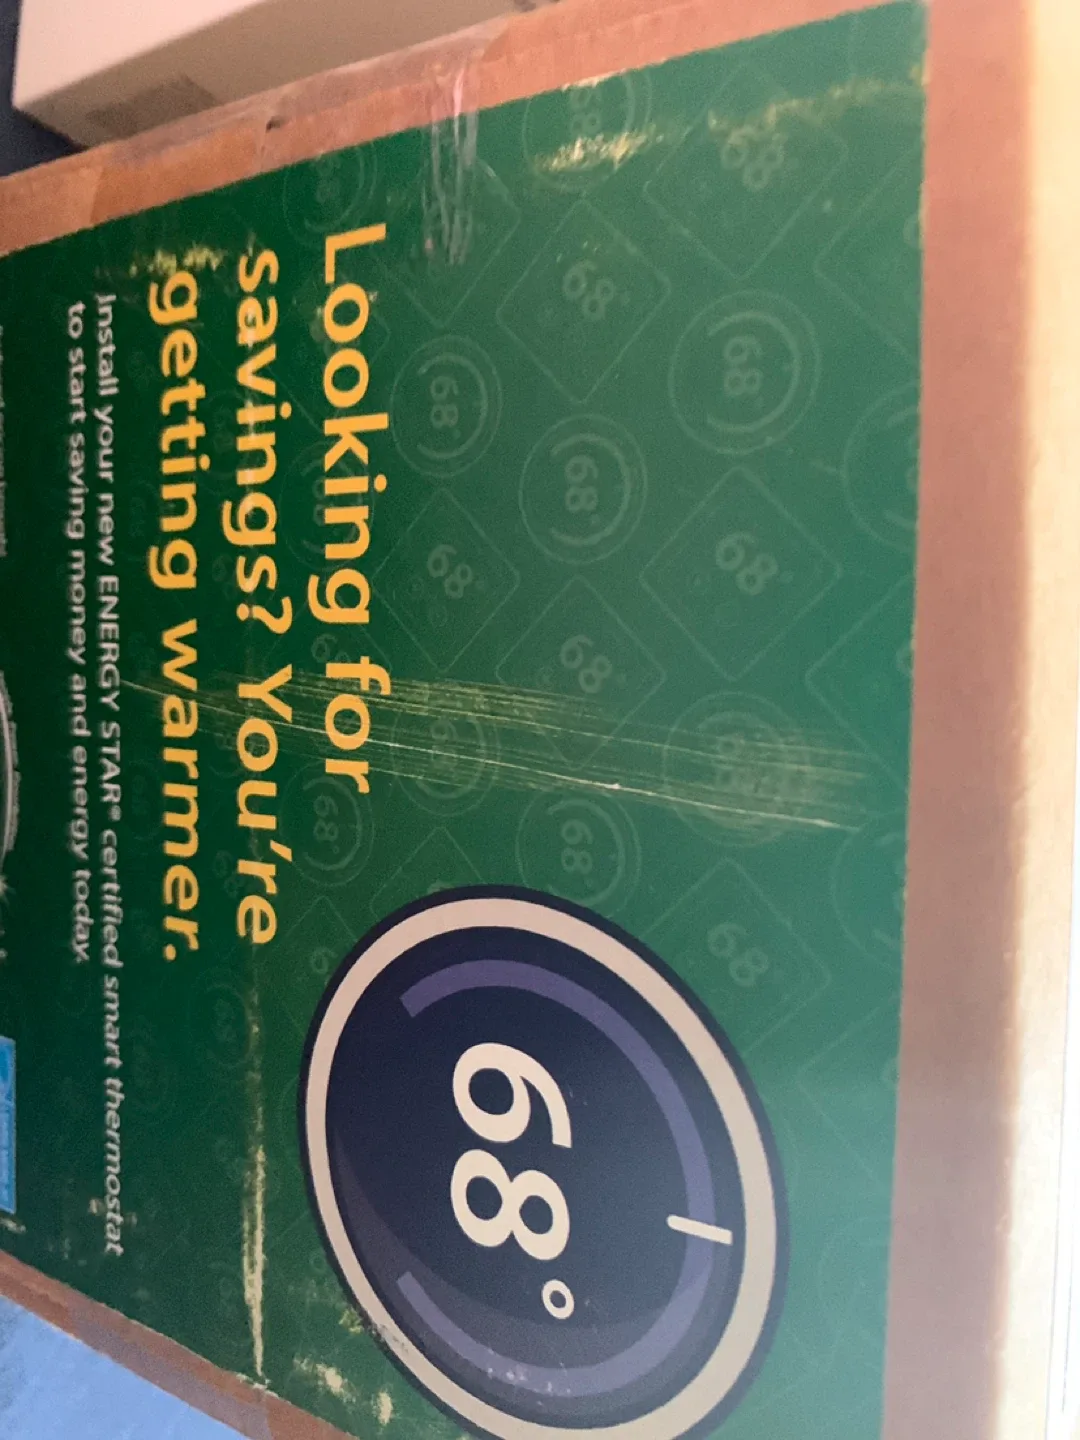 68°
Looking for
savings? You're
getting warmer.
Install your new ENERGY STAR® certified smart thermostat
to start saving money and energy today.